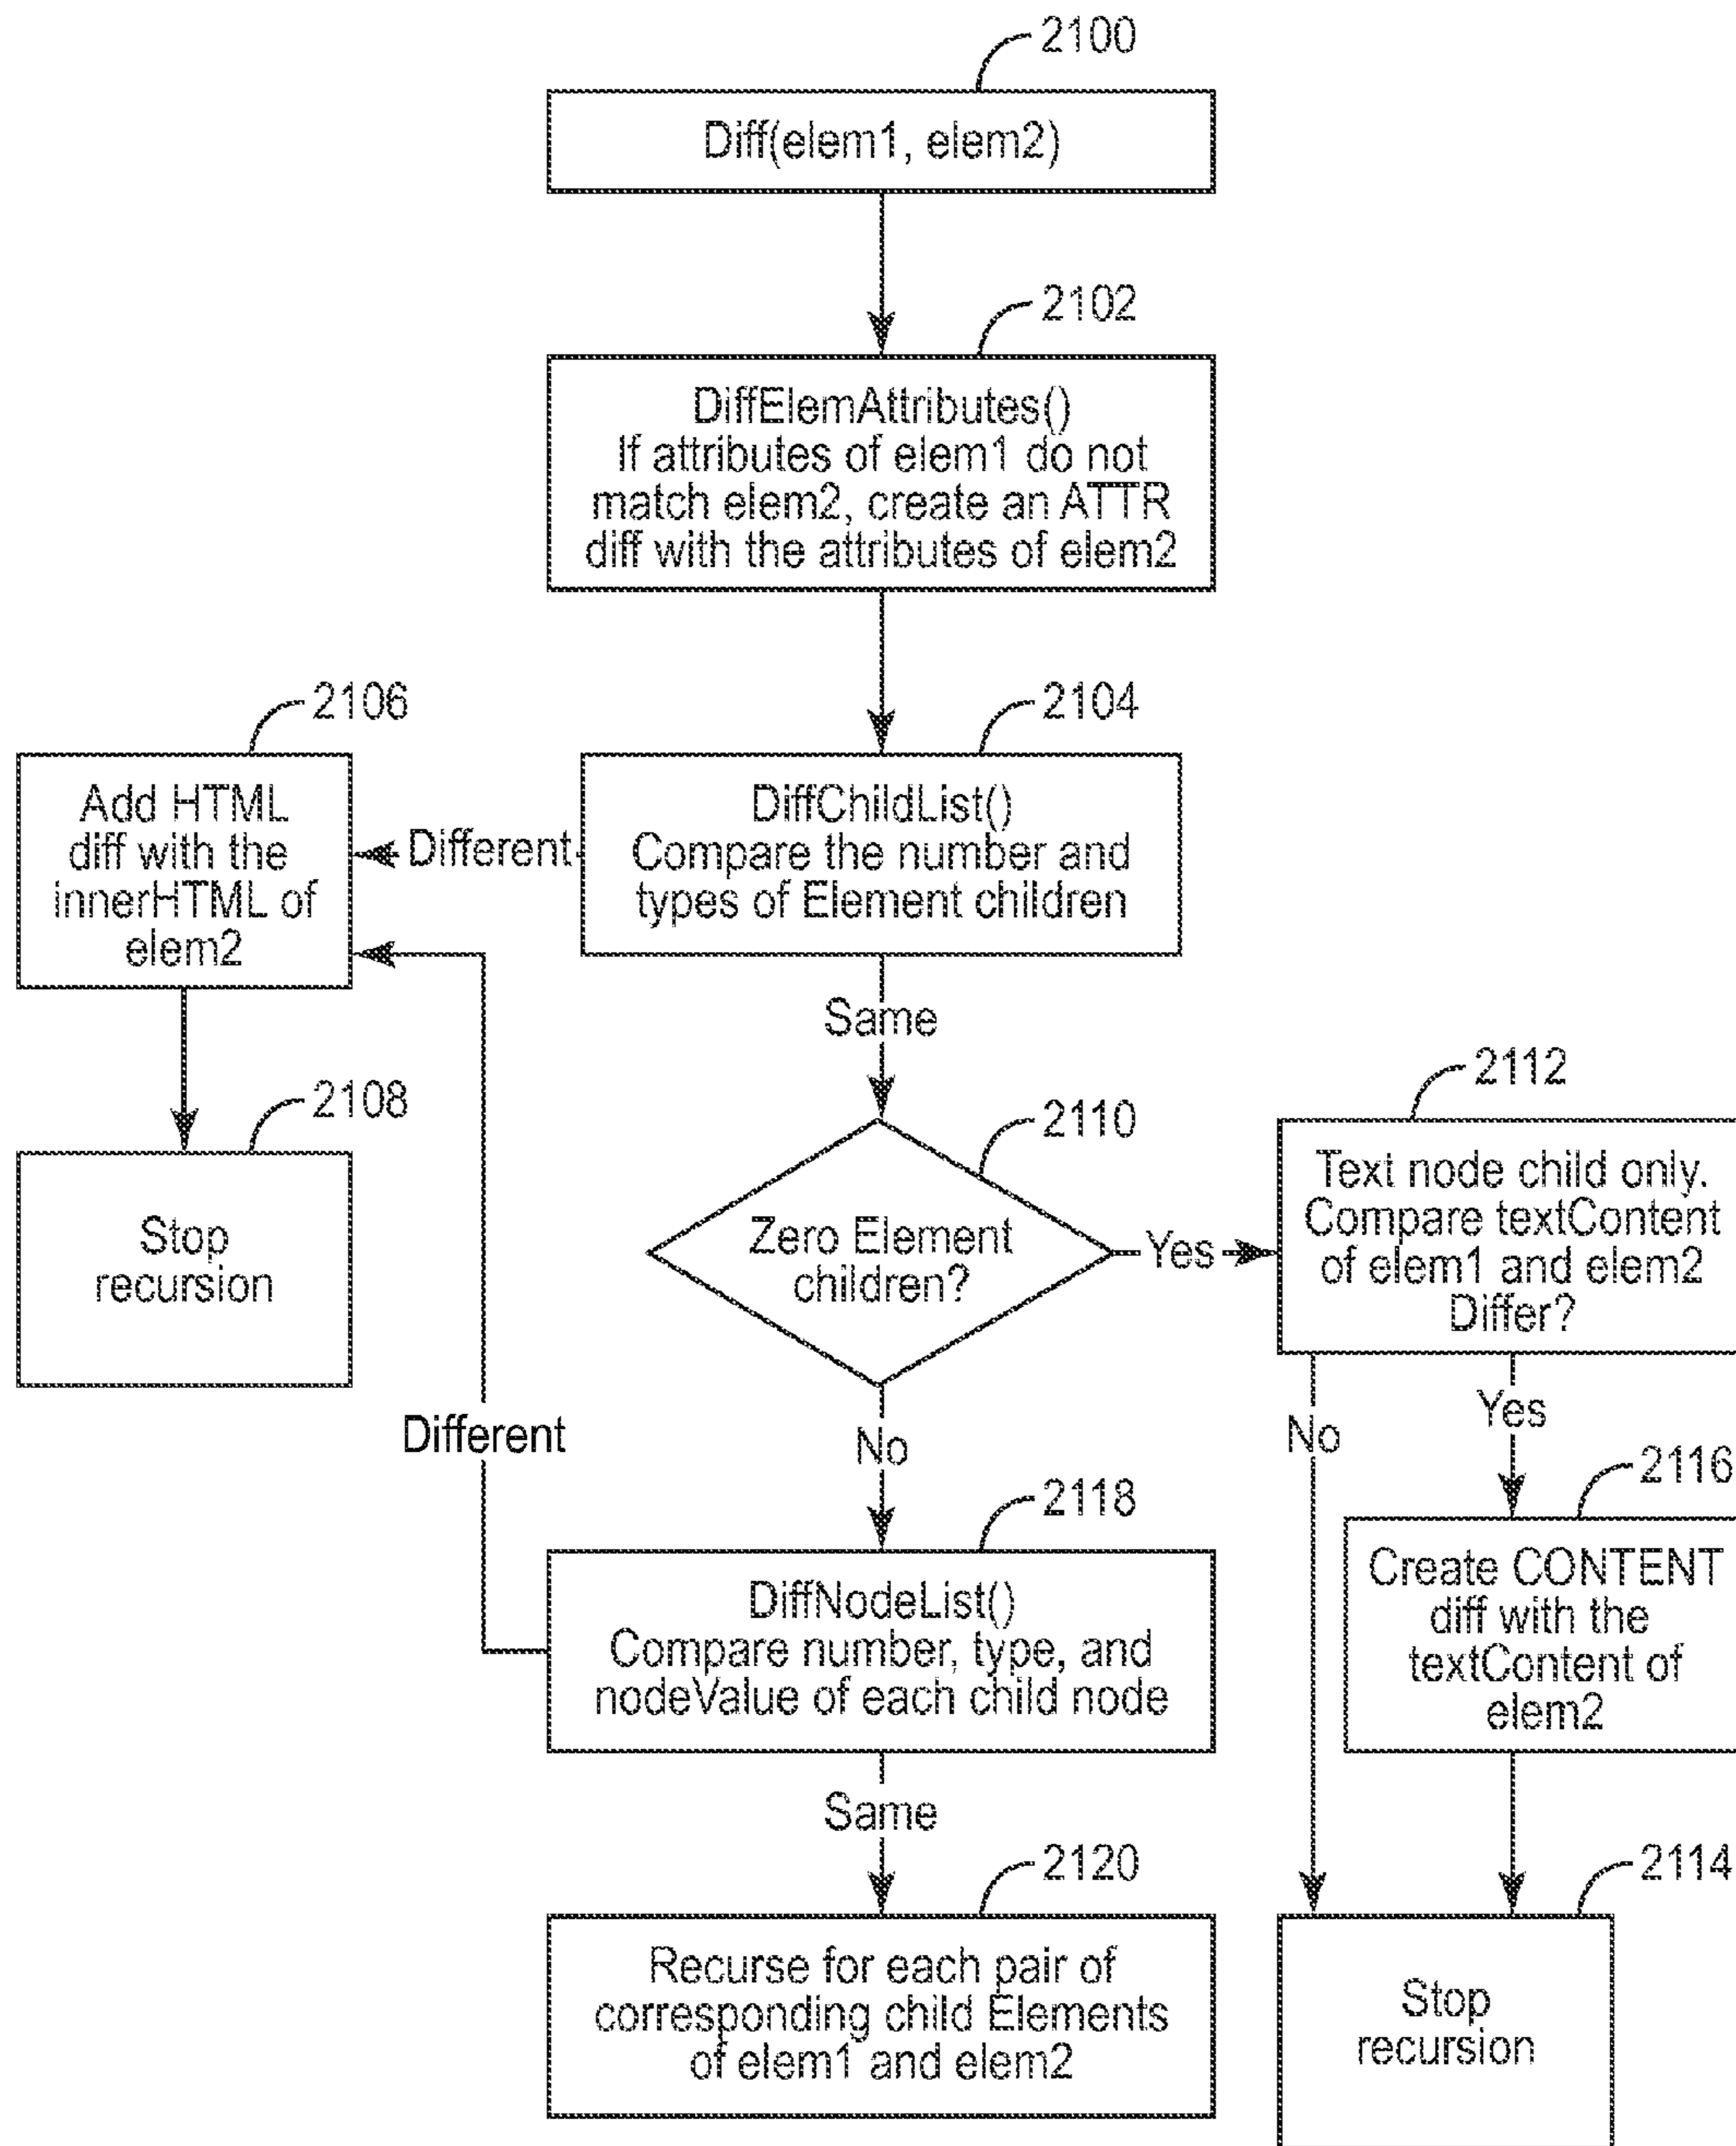 2100
Diff(elem1, elem2)
2102
DiffElemAttributes()
If attributes of elem1 do not
match elem2, create an ATTR
diff with the attributes of elem2
2106
Add HTML
diff with the
innerHTML of
elem2
Different
2104
DiffChildList()
Compare the number and
types of Element children
Same
2108
Stop
recursion
2110
Zero Element
children?
Yes
2112
Text node child only.
Compare textContent
of elem1 and elem2
Differ?
Different
No
No
Yes
2118
DiffNodeList()
Compare number, type, and
nodeValue of each child node
2116
Create CONTENT
diff with the
textContent of
elem2
Same
2120
Recurse for each pair of
corresponding child Elements
of elem1 and elem2
2114
Stop
recursion